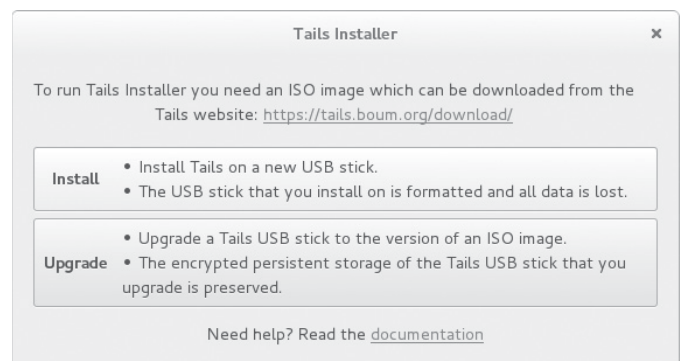 Tails Installer
To run Tails Installer you need an ISO image which can be downloaded from the
Tails website: https://tails.boum.org/download/
Install
• Install Tails on a new USB stick.
• The USB stick that you install on is formatted and all data is lost.
Upgrade
• Upgrade a Tails USB stick to the version of an ISO image.
• The encrypted persistent storage of the Tails USB stick that you
upgrade is preserved.
Need help? Read the documentation